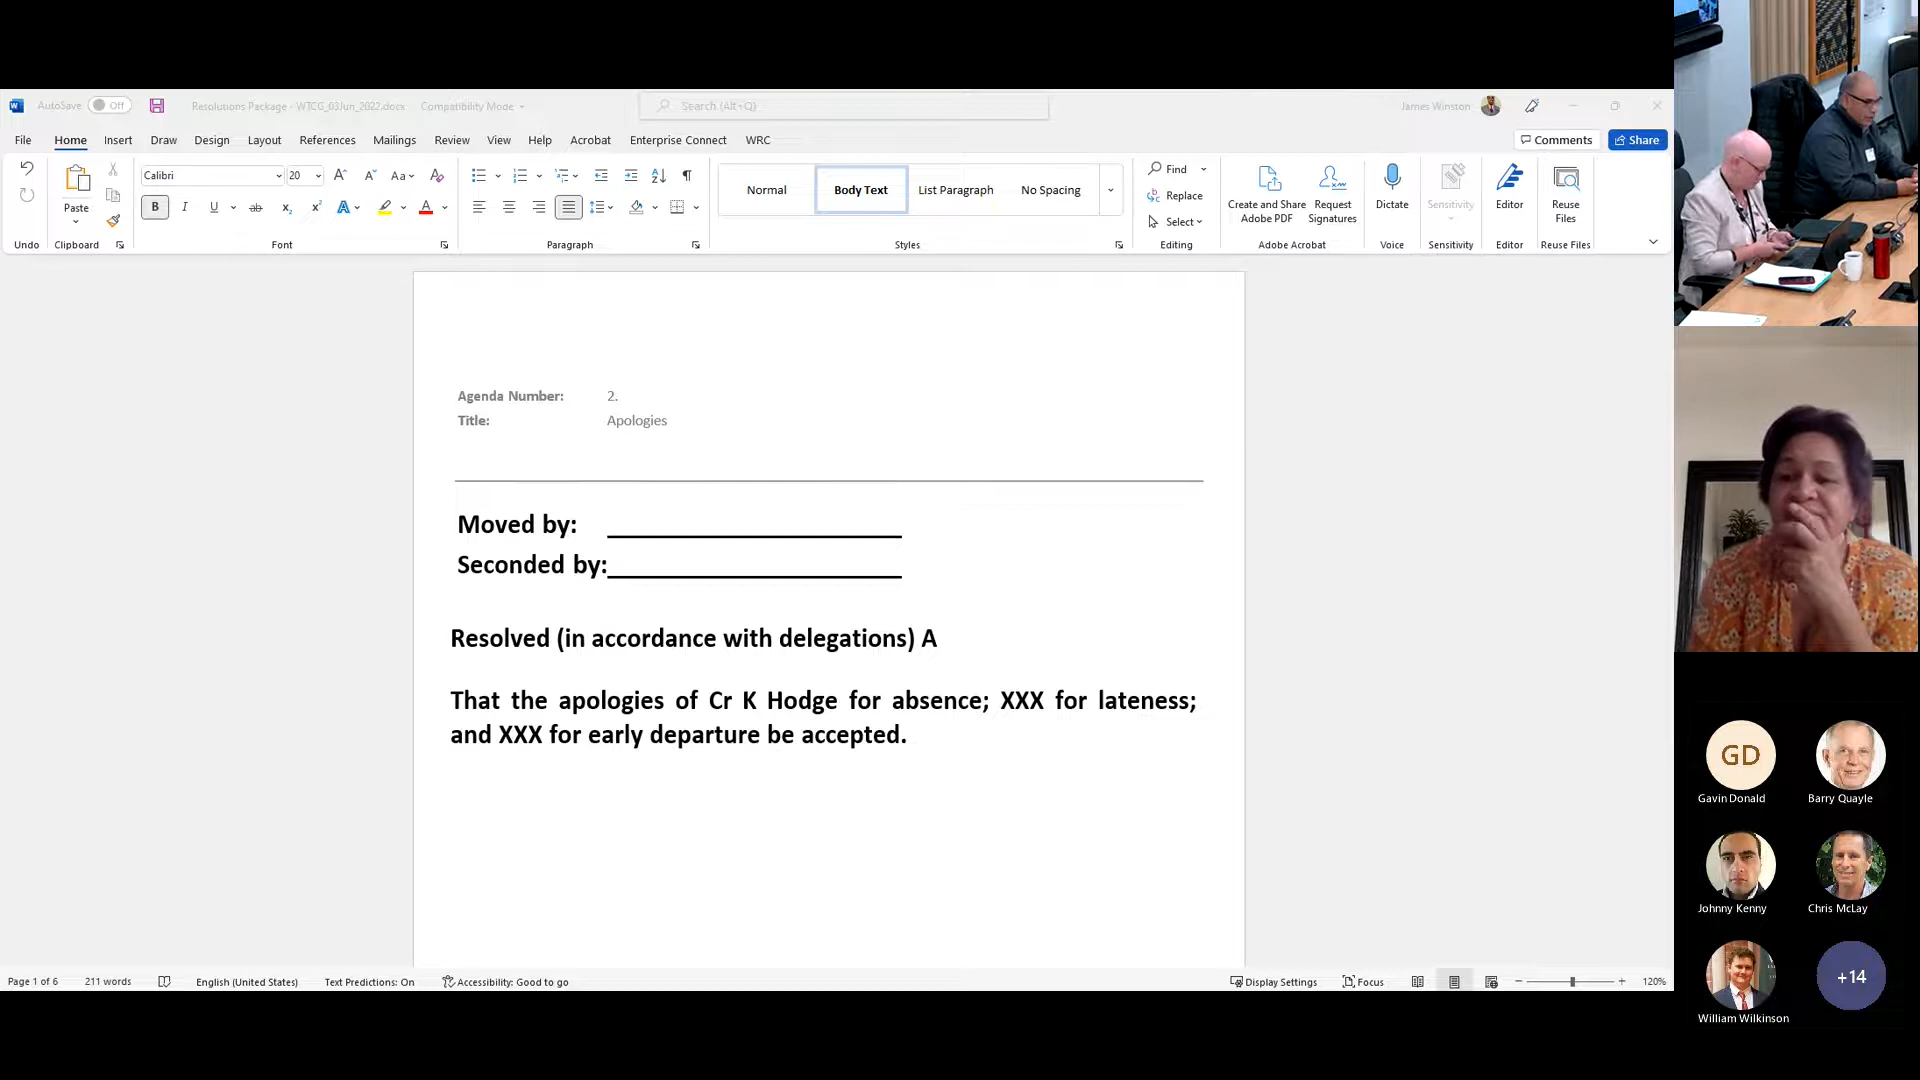 AutoSave Off Resolutions Package - WTCG_03Jun_2022.docx Compatibility Mode Search (Alt+Q) James Winston
File Home Insert Draw Design Layout References Mailings Review View Help Acrobat Enterprise Connect WRC Comments Share
Calibri 20 Aa
Find
Paste
Normal Body Text List Paragraph No Spacing
Replace
Create and Share Adobe PDF Request Signatures Dictate Sensitivity Editor Reuse Files
B I U ab x₂ x² A A
Select
Undo Clipboard Font Paragraph Styles Editing Adobe Acrobat Voice Sensitivity Editor Reuse Files
Agenda Number: 2.
Title: Apologies
Moved by:
Seconded by:
Resolved (in accordance with delegations) A
That the apologies of Cr K Hodge for absence; XXX for lateness;
and XXX for early departure be accepted.
Page 1 of 6 211 words English (United States) Text Predictions: On Accessibility: Good to go Display Settings Focus 120%
GD
Gavin Donald Barry Quayle
Johnny Kenny Chris McLay
+14
William Wilkinson